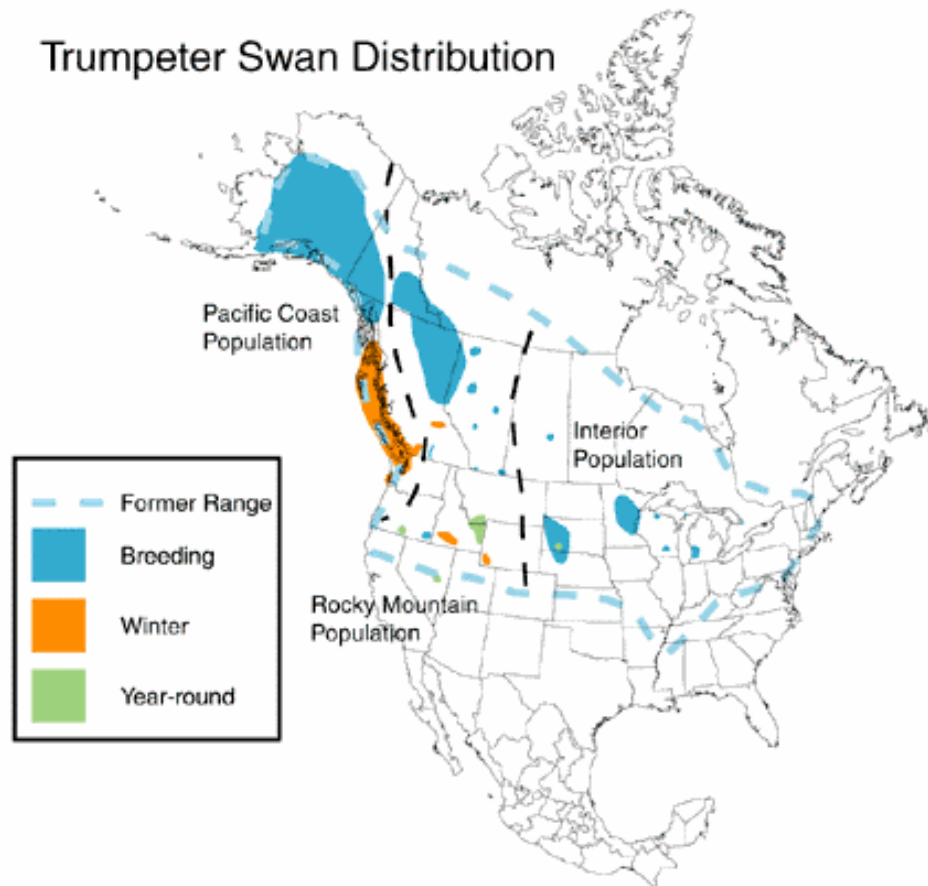 Trumpeter Swan Distribution
Pacific Coast
Population
Interior
Population
Former Range
Breeding
Rocky Mountain
Population
Winter
Year-round